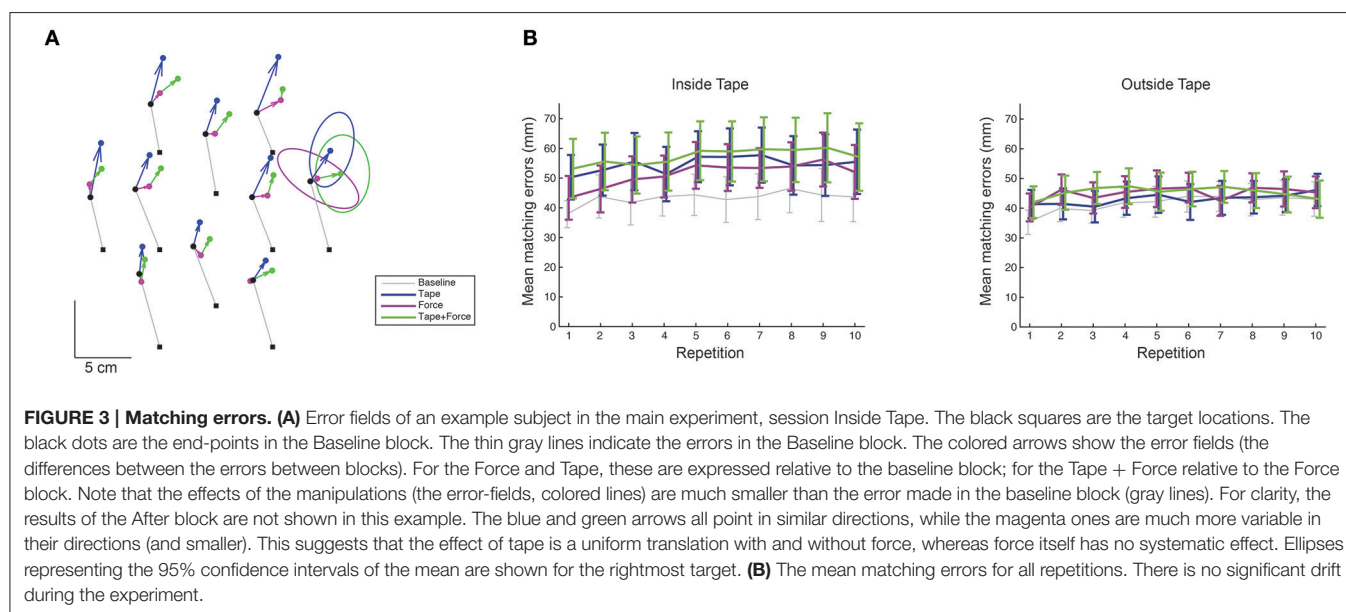 A
B
Inside Tape
Outside Tape
Mean matching errors (mm)
70
60
50
40
30
20
10
0
1 2 3 4 5 6 7 8 9 10
Repetition
Mean matching errors (mm)
70
60
50
40
30
20
10
0
1 2 3 4 5 6 7 8 9 10
Repetition
Baseline
Tape
Force
Tape+Force
5 cm
FIGURE 3 | Matching errors. (A) Error fields of an example subject in the main experiment, session Inside Tape. The black squares are the target locations. The
black dots are the end-points in the Baseline block. The thin gray lines indicate the errors in the Baseline block. The colored arrows show the error fields (the
differences between the errors between blocks). For the Force and Tape, these are expressed relative to the baseline block; for the Tape + Force relative to the Force
block. Note that the effects of the manipulations (the error-fields, colored lines) are much smaller than the error made in the baseline block (gray lines). For clarity, the
results of the After block are not shown in this example. The blue and green arrows all point in similar directions, while the magenta ones are much more variable in
their directions (and smaller). This suggests that the effect of tape is a uniform translation with and without force, whereas force itself has no systematic effect. Ellipses
representing the 95% confidence intervals of the mean are shown for the rightmost target. (B) The mean matching errors for all repetitions. There is no significant drift
during the experiment.